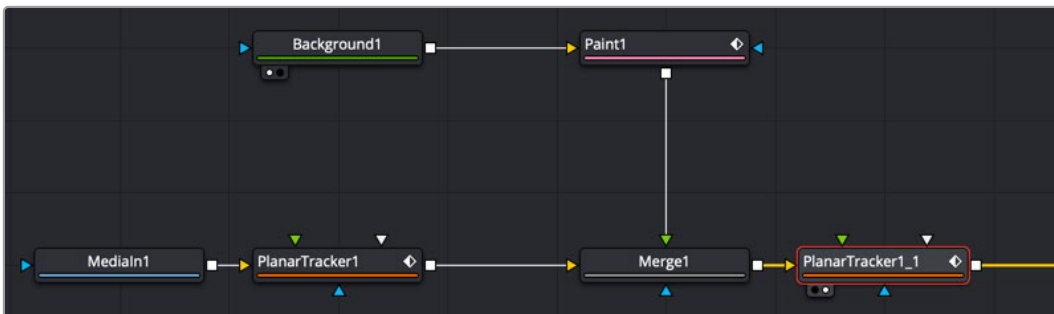 Background1
Paint1
MediaIn1
PlanarTracker1
Merge1
PlanarTracker1_1